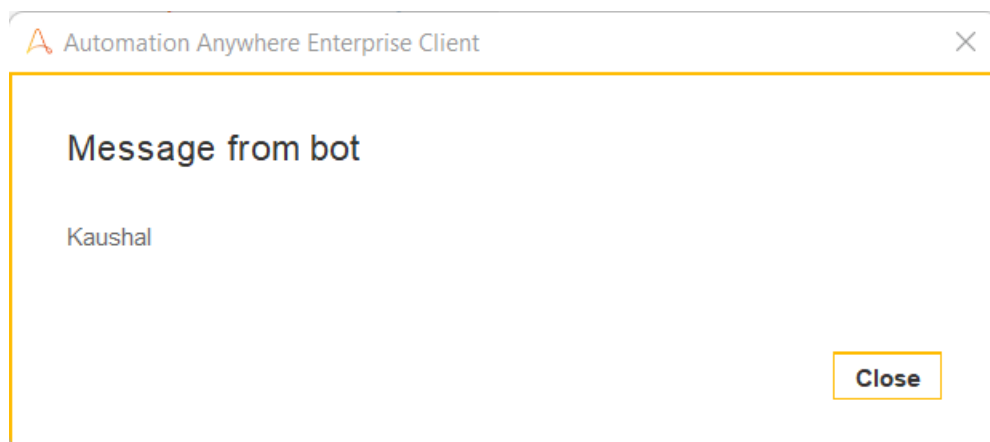 Automation Anywhere Enterprise Client
Message from bot
Kaushal
Close